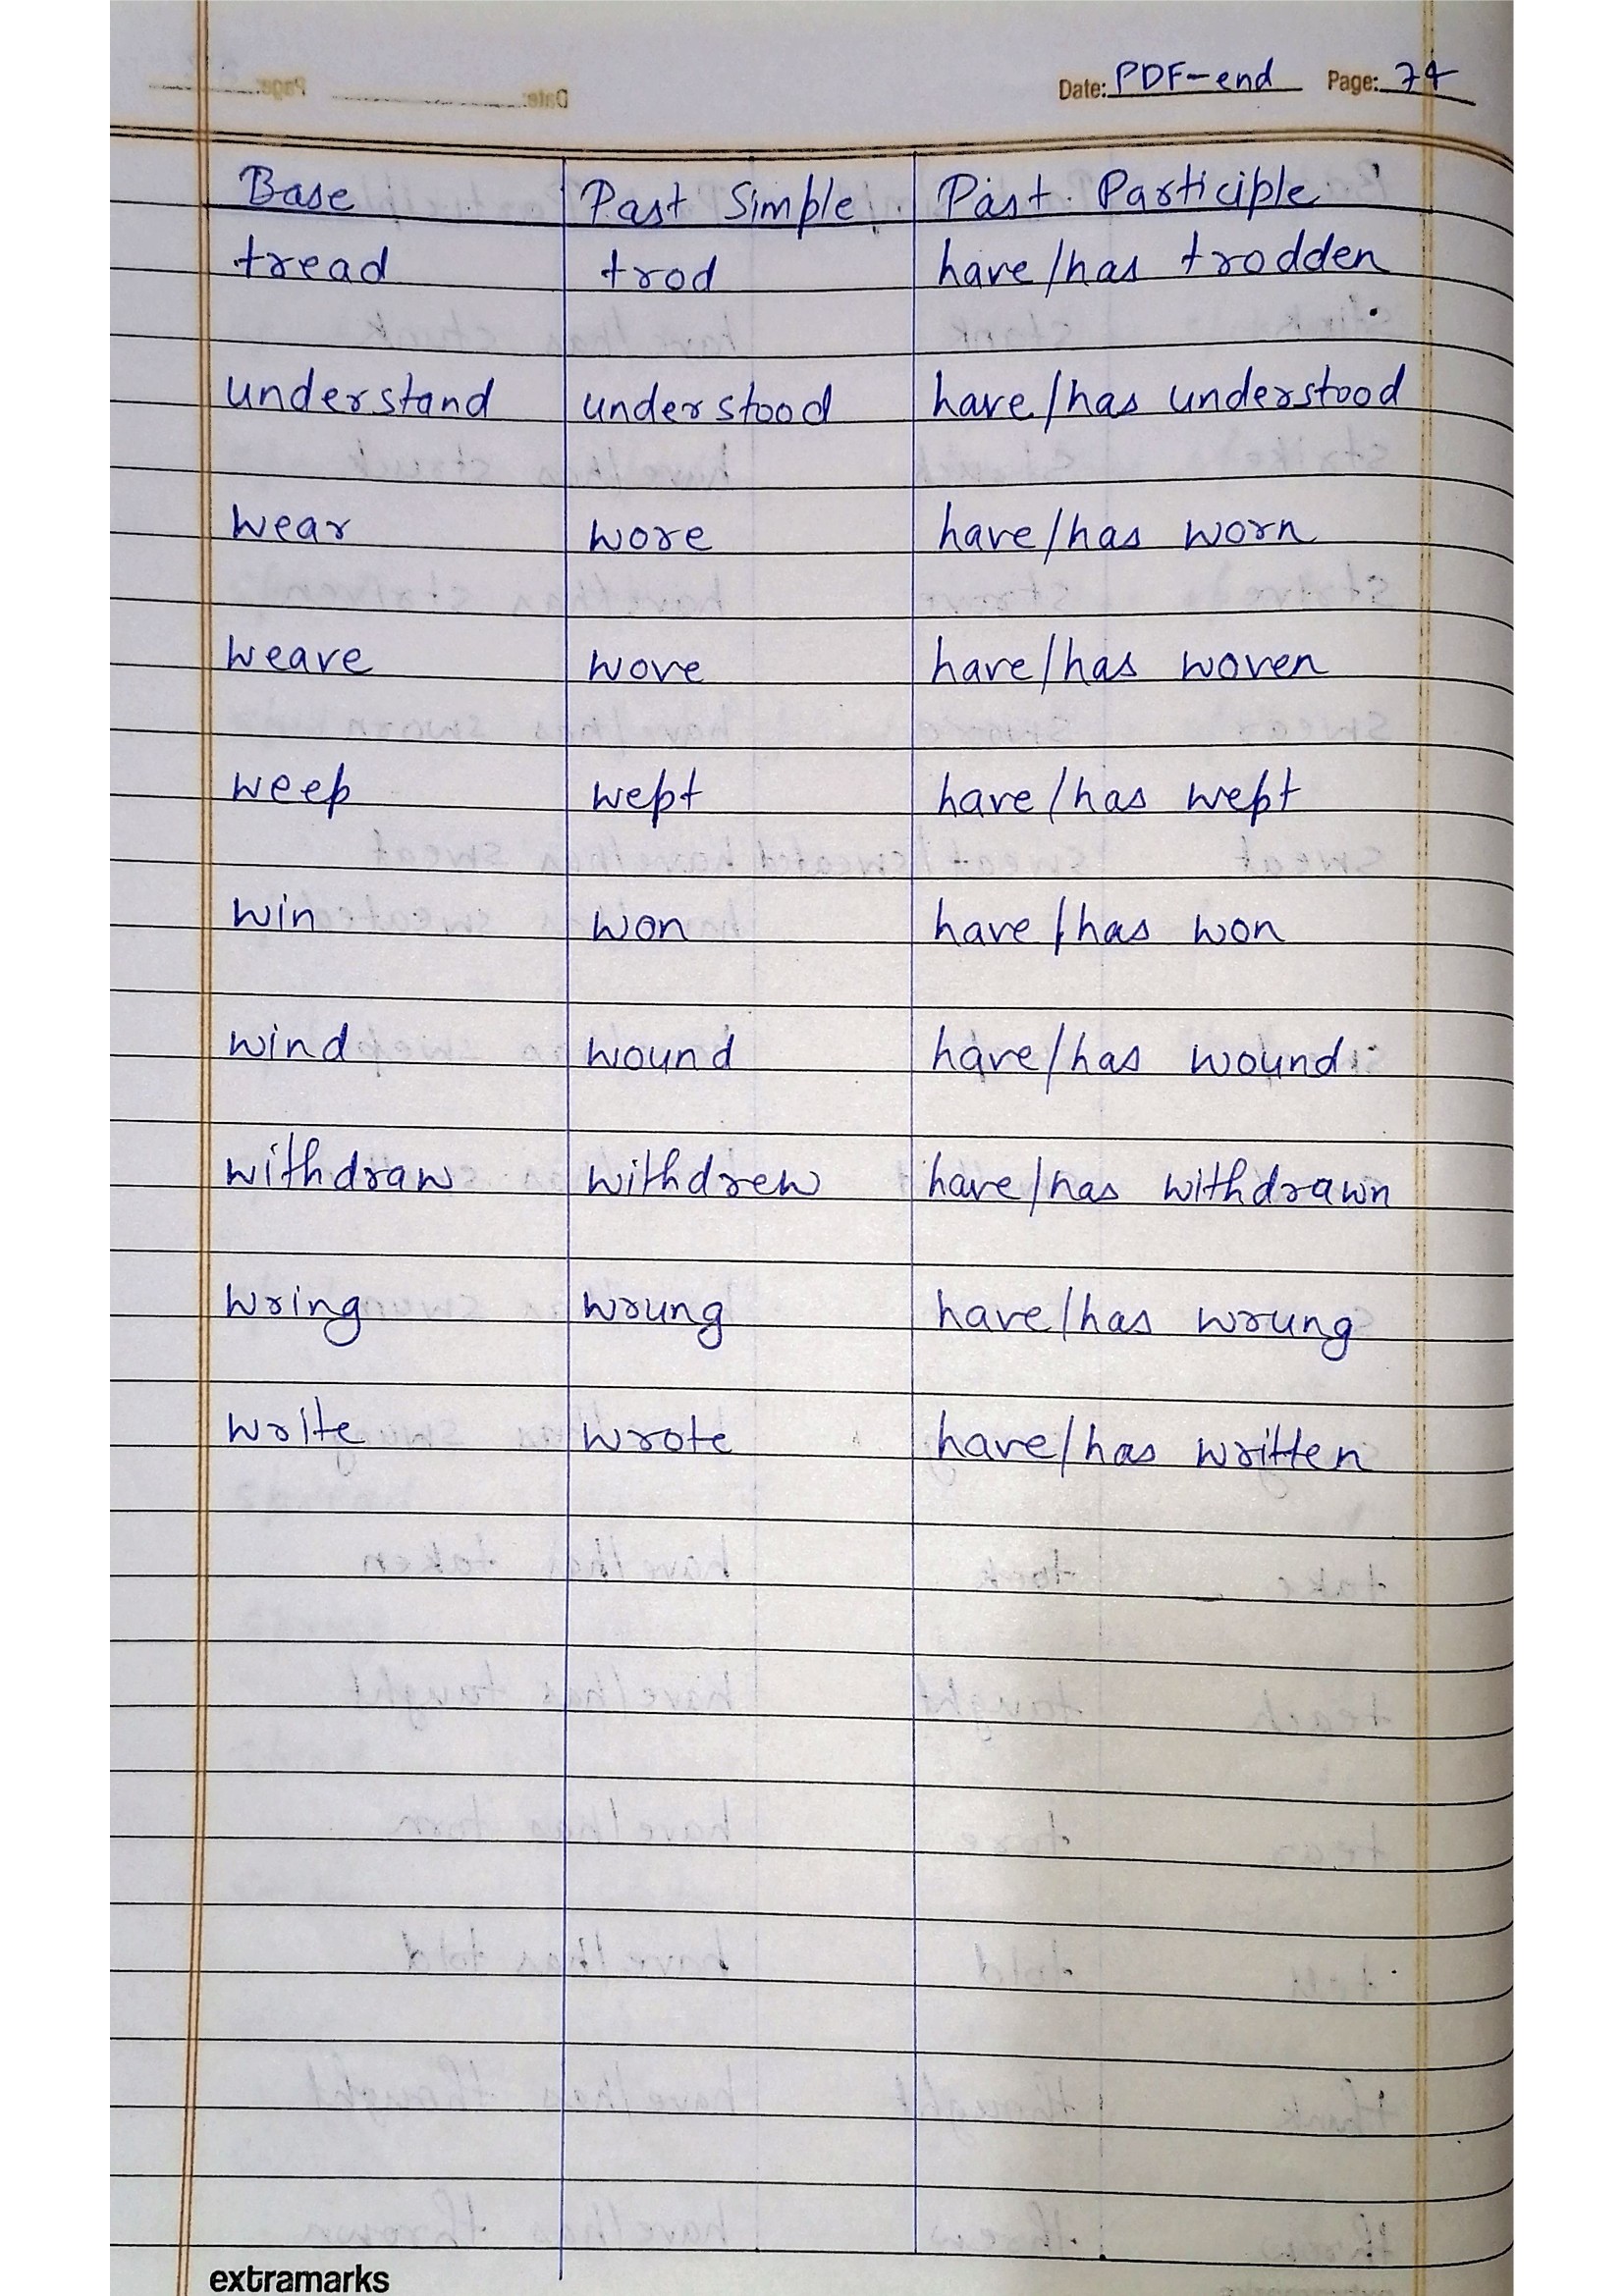 Date: PDF-end Page: 74
Base Past Simple Past Participle
tread trod have/has trodden
understand understood have/has understood
wear wore have/has worn
weave wove have/has woven
weep wept have/has wept
win won have/has won
wind wound have/has wound
withdraw withdrew have/has withdrawn
wring wrung have/has wrung
write wrote have/has written
extramarks